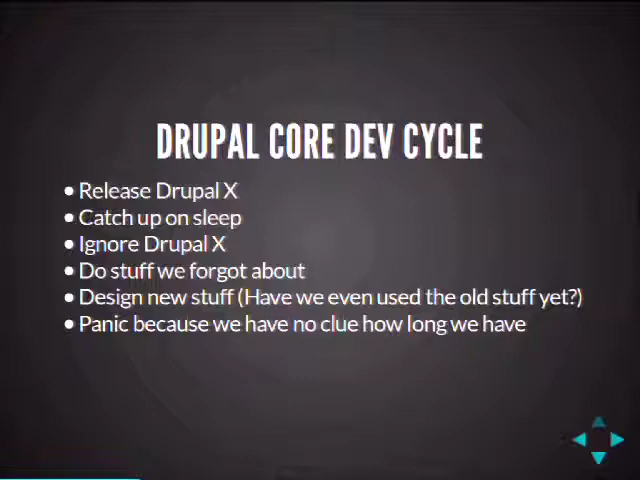 DRUPAL CORE DEV CYCLE
• Release Drupal X
• Catch up on sleep
• Ignore Drupal X
• Do stuff we forgot about
• Design new stuff (Have we even used the old stuff yet?)
• Panic because we have no clue how long we have